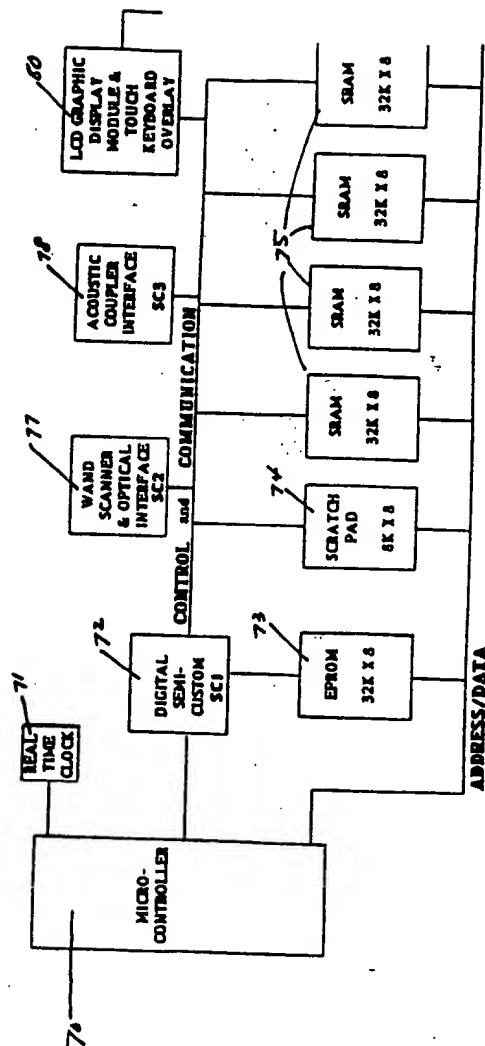 71
REAL-
TIME
CLOCK
70
MICRO-
CONTROLLER
72
DIGITAL
SEMI-
CUSTOM
SC1
77
WAND
SCANNER
& OPTICAL
INTERFACE
SC2
78
ACOUSTIC
COUPLER
INTERFACE
SC3
60
LCD GRAPHIC
DISPLAY
MODULE &
TOUCH
KEYBOARD
OVERLAY
CONTROL and COMMUNICATION
73
EPROM
32K X 8
74
SCRATCH
PAD
8K X 8
75
SRAM
32K X 8
SRAM
32K X 8
SRAM
32K X 8
SRAM
32K X 8
ADDRESS/DATA